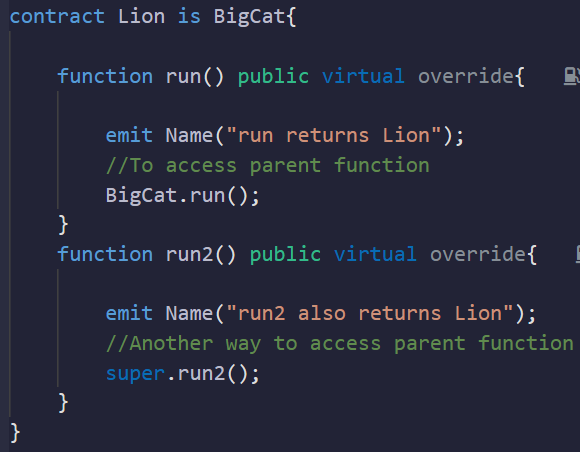 contract Lion is BigCat{
function run() public virtual override{
emit Name("run returns Lion");
//To access parent function
BigCat.run();
}
function run2() public virtual override{
emit Name("run2 also returns Lion");
//Another way to access parent function
super.run2();
}
}